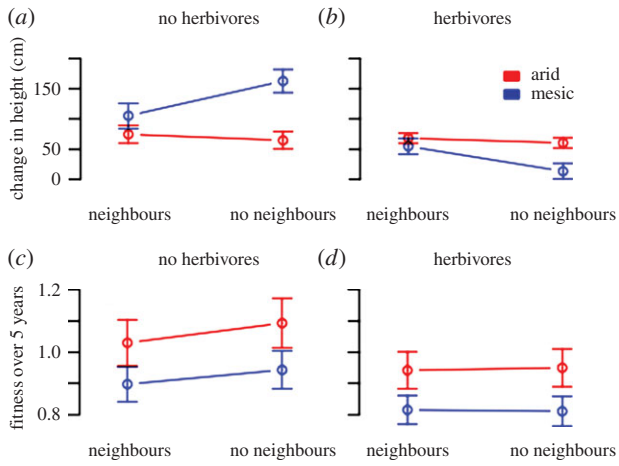 (a) no herbivores
(b) herbivores
change in height (cm)
150
50
0
arid
mesic
neighbours no neighbours
neighbours no neighbours
(c) no herbivores
(d) herbivores
fitness over 5 years
1.2
1.0
0.8
neighbours no neighbours
neighbours no neighbours